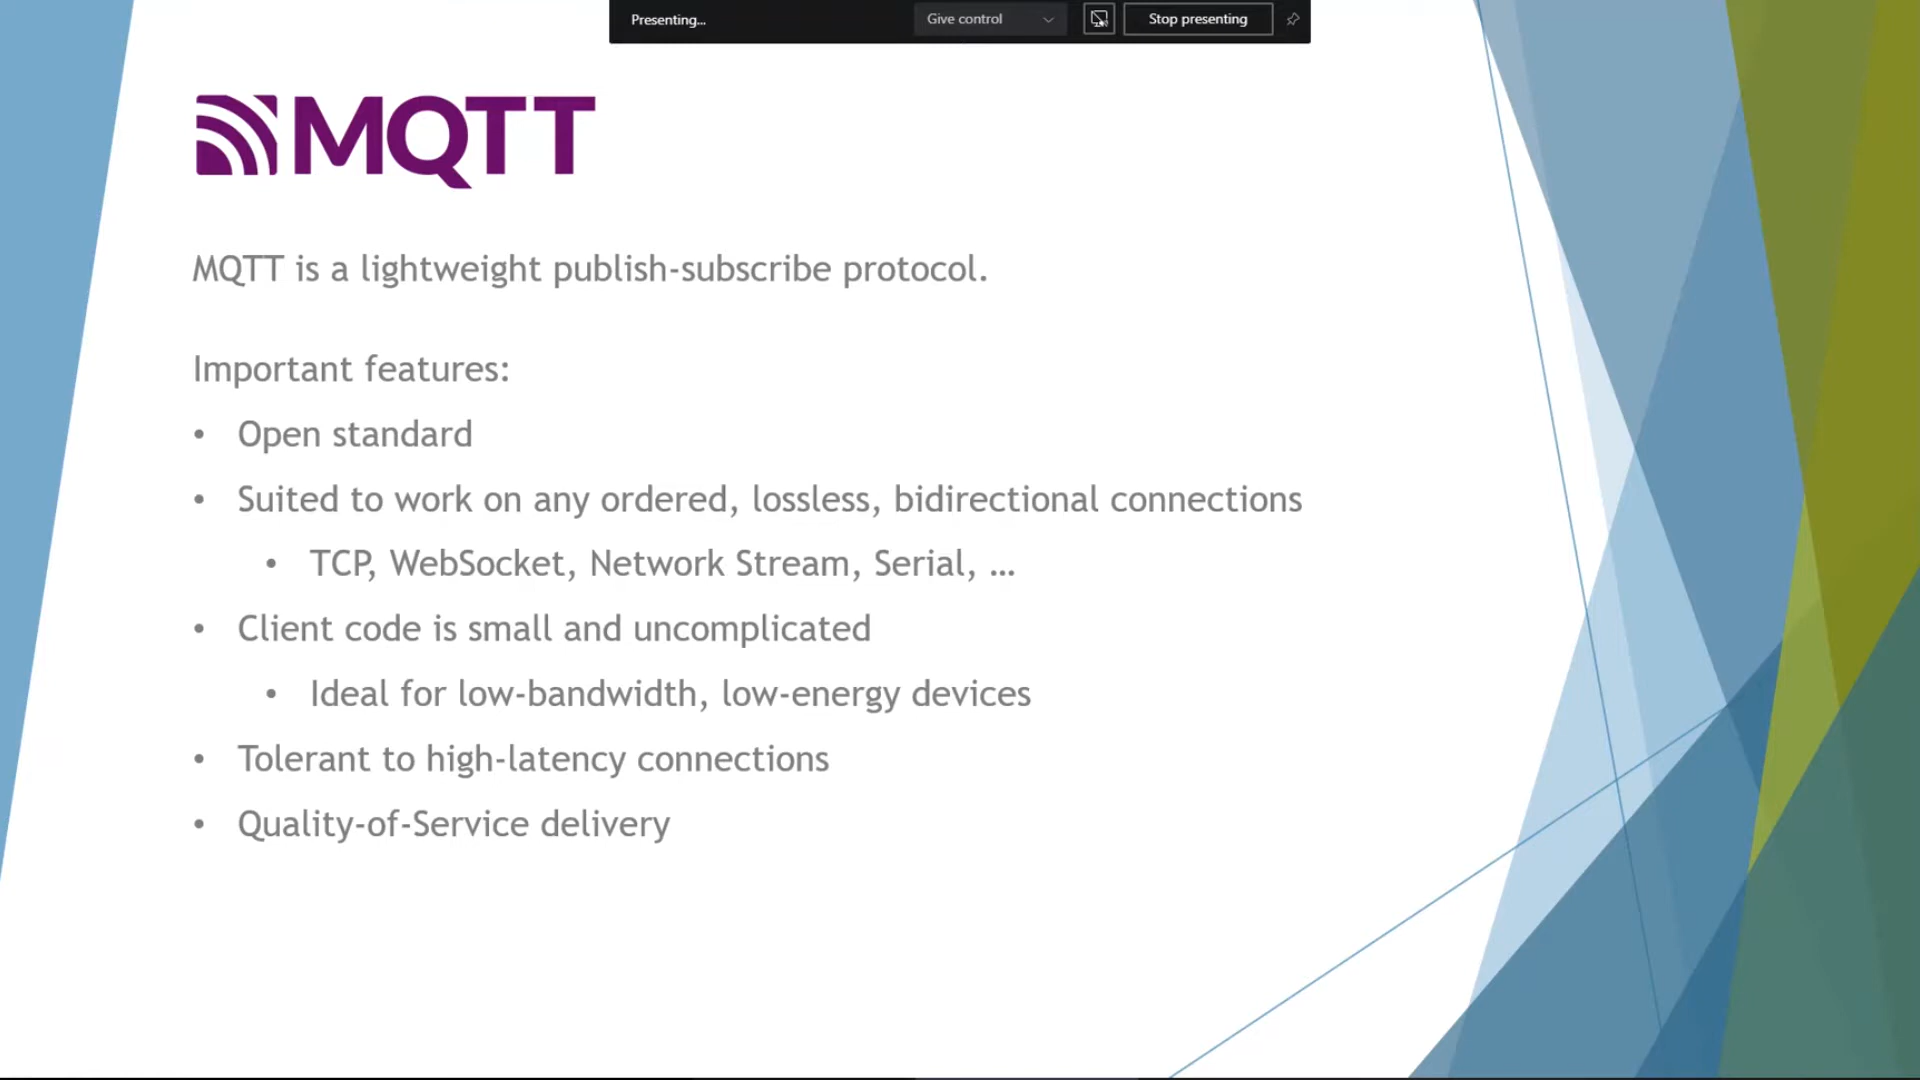 Presenting...
Give control
Stop presenting
MQTT
MQTT is a lightweight publish-subscribe protocol.
Important features:
• Open standard
• Suited to work on any ordered, lossless, bidirectional connections
• TCP, WebSocket, Network Stream, Serial, ...
• Client code is small and uncomplicated
• Ideal for low-bandwidth, low-energy devices
• Tolerant to high-latency connections
• Quality-of-Service delivery